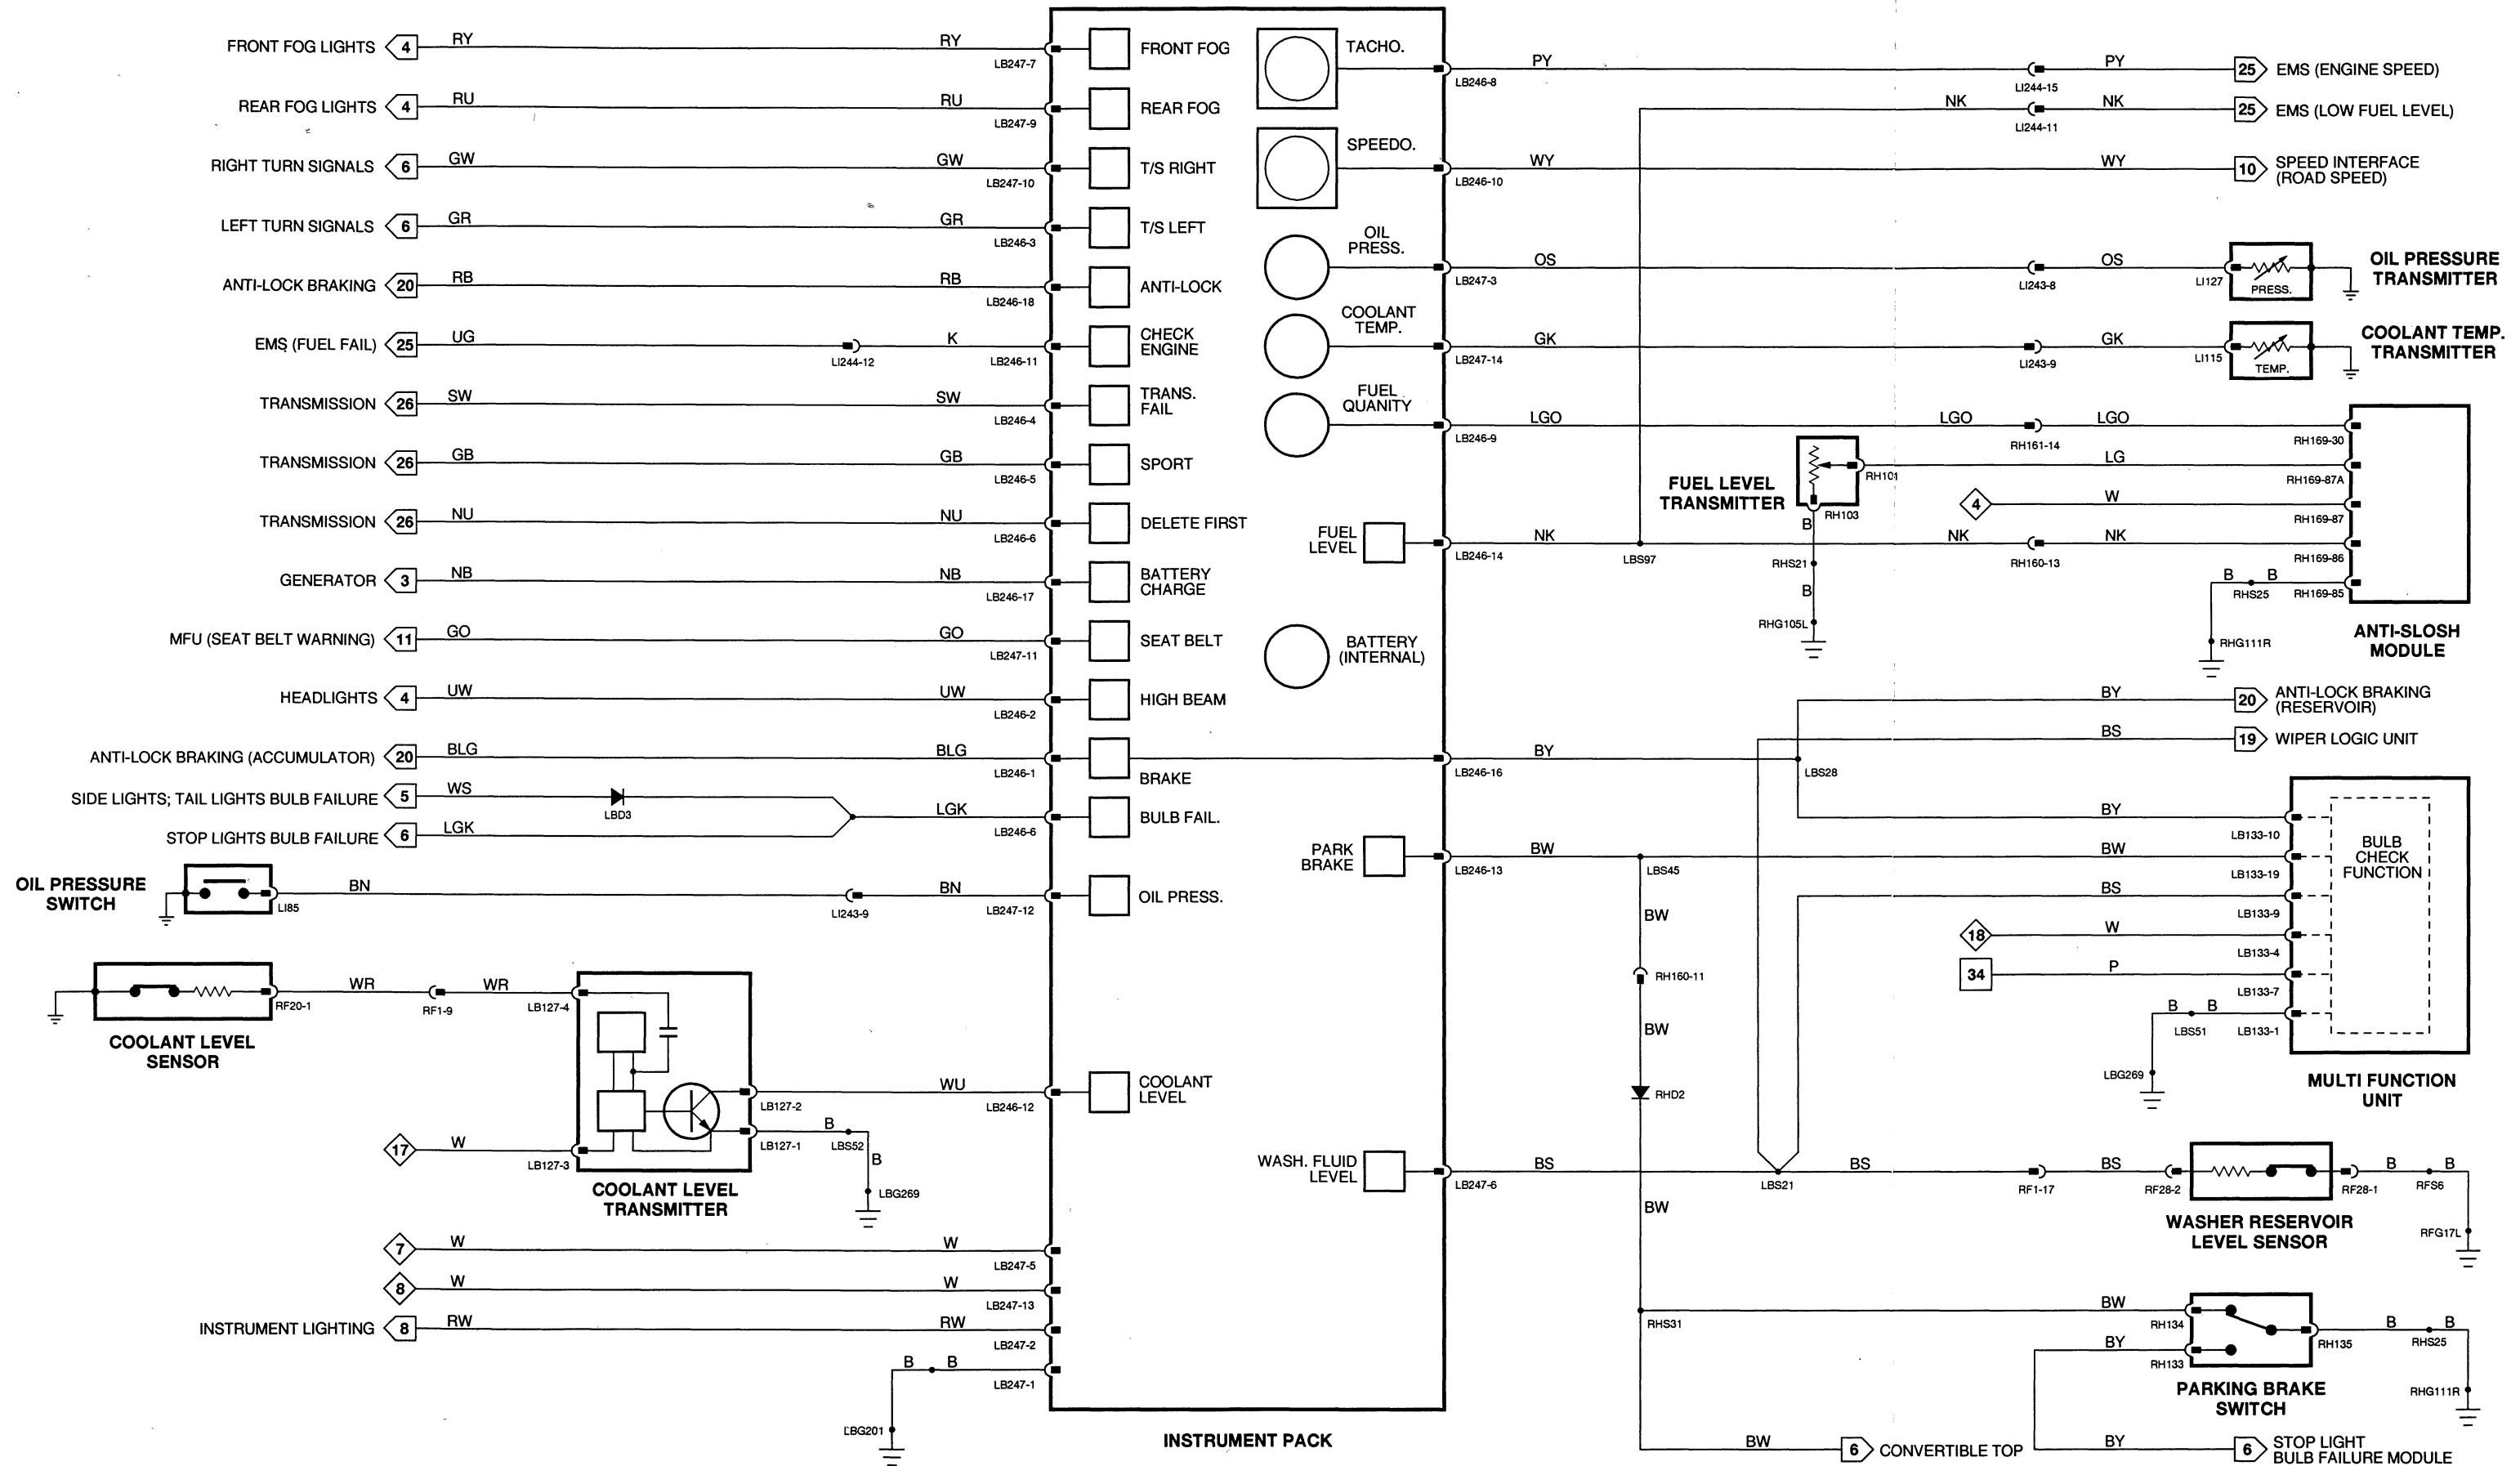 FRONT FOG LIGHTS 4 RY RY LB247-7 FRONT FOG
REAR FOG LIGHTS 4 RU RU LB247-9 REAR FOG
RIGHT TURN SIGNALS 6 GW GW LB247-10 T/S RIGHT
LEFT TURN SIGNALS 6 GR GR LB246-3 T/S LEFT
ANTI-LOCK BRAKING 20 RB RB LB246-18 ANTI-LOCK
EMS (FUEL FAIL) 25 UG LI244-12 K LB246-11 CHECK
ENGINE
TRANSMISSION 26 SW SW LB246-4 TRANS.
FAIL
TRANSMISSION 26 GB GB LB246-5 SPORT
TRANSMISSION 26 NU NU LB246-6 DELETE FIRST
GENERATOR 3 NB NB LB246-17 BATTERY
CHARGE
MFU (SEAT BELT WARNING) 11 GO GO LB247-11 SEAT BELT
HEADLIGHTS 4 UW UW LB246-2 HIGH BEAM
ANTI-LOCK BRAKING (ACCUMULATOR) 20 BLG BLG LB246-1 BRAKE
SIDE LIGHTS; TAIL LIGHTS BULB FAILURE 5 WS LBD3
LGK LB246-6 BULB FAIL.
STOP LIGHTS BULB FAILURE 6 LGK
OIL PRESSURE
SWITCH
LI85 BN LI243-9 BN LB247-12 OIL PRESS.
RF20-1 WR RF1-9 WR LB127-4
COOLANT LEVEL
SENSOR
LB127-2 WU LB246-12 COOLANT
LEVEL
17 W LB127-3
LB127-1 B LBS52 B LBG269
COOLANT LEVEL
TRANSMITTER
7 W W LB247-5
8 W W LB247-13
INSTRUMENT LIGHTING 8 RW RW LB247-2
B B LB247-1
LBG201
INSTRUMENT PACK
TACHO. LB246-8 PY LI244-15 PY 25 EMS (ENGINE SPEED)
NK LI244-11 NK 25 EMS (LOW FUEL LEVEL)
SPEEDO. LB246-10 WY WY 10 SPEED INTERFACE
(ROAD SPEED)
OIL
PRESS. LB247-3 OS LI243-8 OS LI127 PRESS.
OIL PRESSURE
TRANSMITTER
COOLANT
TEMP. LB247-14 GK LI243-9 GK LI115 TEMP.
COOLANT TEMP.
TRANSMITTER
FUEL
QUANITY LB246-9 LGO LGO RH161-14 LGO RH169-30
FUEL LEVEL
TRANSMITTER
RH101 LG RH169-87A
RH103 4 W RH169-87
FUEL
LEVEL LB246-14 NK LBS97 NK RH160-13 NK RH169-86
B RHS21 B RHG105L
B RHS25 B RH169-85
RHG111R
ANTI-SLOSH
MODULE
BATTERY
(INTERNAL)
BY 20 ANTI-LOCK BRAKING
(RESERVOIR)
BS 19 WIPER LOGIC UNIT
LB246-16 BY LBS28
BY LB133-10
PARK
BRAKE LB246-13 BW LBS45 BW LB133-19
BULB
CHECK
FUNCTION
BS LB133-9
18 W LB133-4
34 P LB133-7
B LBS51 B LB133-1
LBG269
MULTI FUNCTION
UNIT
BW
RH160-11
BW
RHD2
BW
WASH. FLUID
LEVEL LB247-6 BS LBS21 BS RF1-17 BS RF28-2 RF28-1 B RFS6 B
RFG17L
WASHER RESERVOIR
LEVEL SENSOR
RHS31 BW RH134
BY RH133
RH135 B RHS25 B
RHG111R
PARKING BRAKE
SWITCH
BW 6 CONVERTIBLE TOP
BY 6 STOP LIGHT
BULB FAILURE MODULE